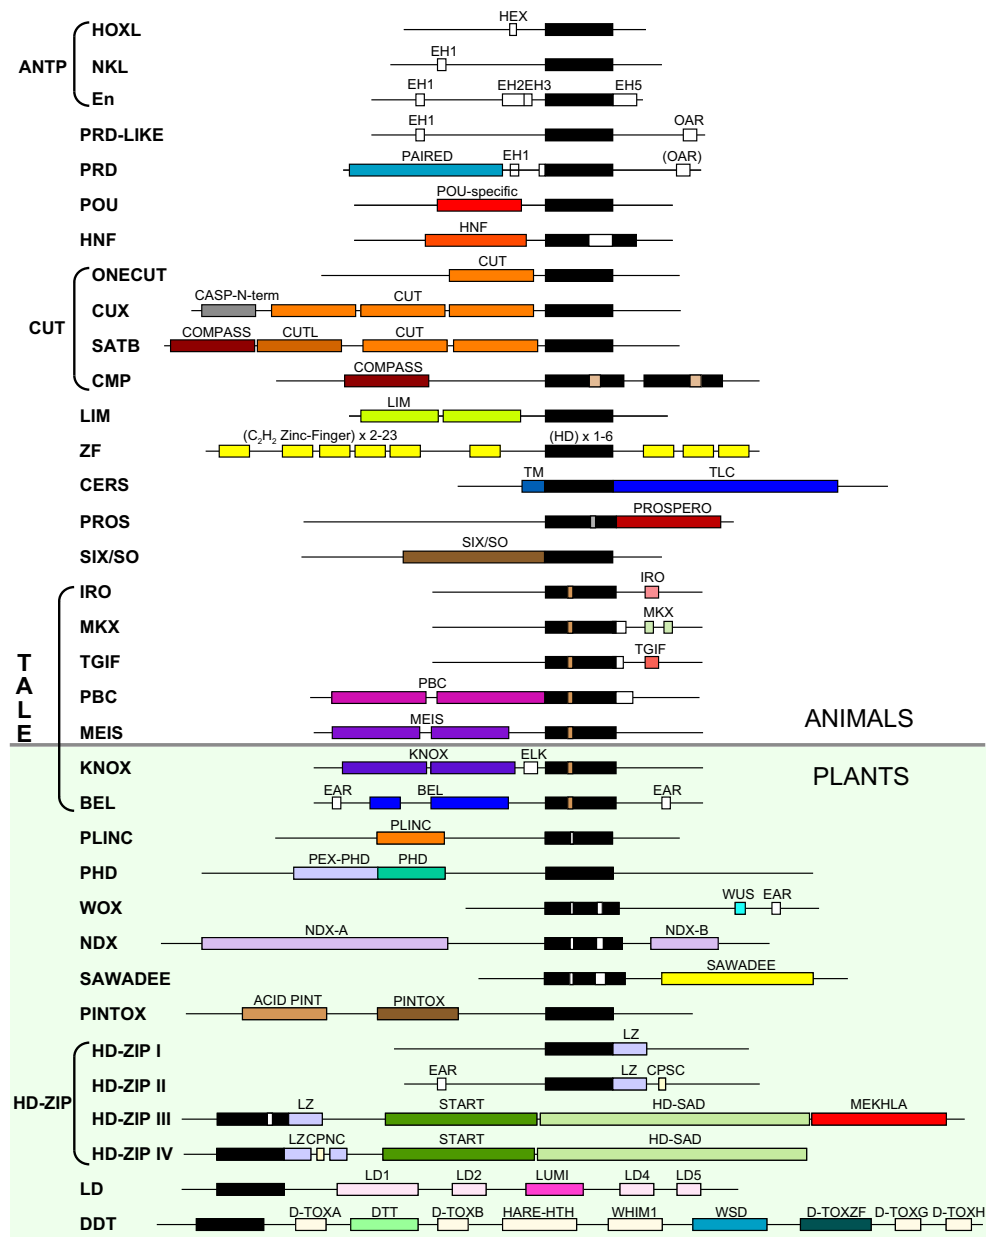 HEX
HOXL
EH1
ANTP
NKL
EH1 EH2EH3 EH5
En
EH1 OAR
PRD-LIKE
PAIRED EH1 (OAR)
PRD
POU-specific
POU
HNF
HNF
CUT
ONECUT
CASP-N-term CUT
CUX
CUT
COMPASS CUTL CUT
SATB
COMPASS
CMP
LIM
LIM
(C2H2 Zinc-Finger) x 2-23 (HD) x 1-6
ZF
TM TLC
CERS
PROSPERO
PROS
SIX/SO
SIX/SO
IRO
IRO
MKX
MKX
TGIF
TGIF
TALE
PBC
PBC
MEIS
MEIS
ANIMALS
KNOX ELK
KNOX
PLANTS
EAR BEL EAR
BEL
PLINC
PLINC
PEX-PHD PHD
PHD
WUS EAR
WOX
NDX-A NDX-B
NDX
SAWADEE
SAWADEE
ACID PINT PINTOX
PINTOX
LZ
HD-ZIP I
EAR LZ CPSC
HD-ZIP II
HD-ZIP
LZ START HD-SAD MEKHLA
HD-ZIP III
LZ CPNC START HD-SAD
HD-ZIP IV
LD1 LD2 LUMI LD4 LD5
LD
D-TOXA DTT D-TOXB HARE-HTH WHIM1 WSD D-TOXZF D-TOXG D-TOXH
DDT